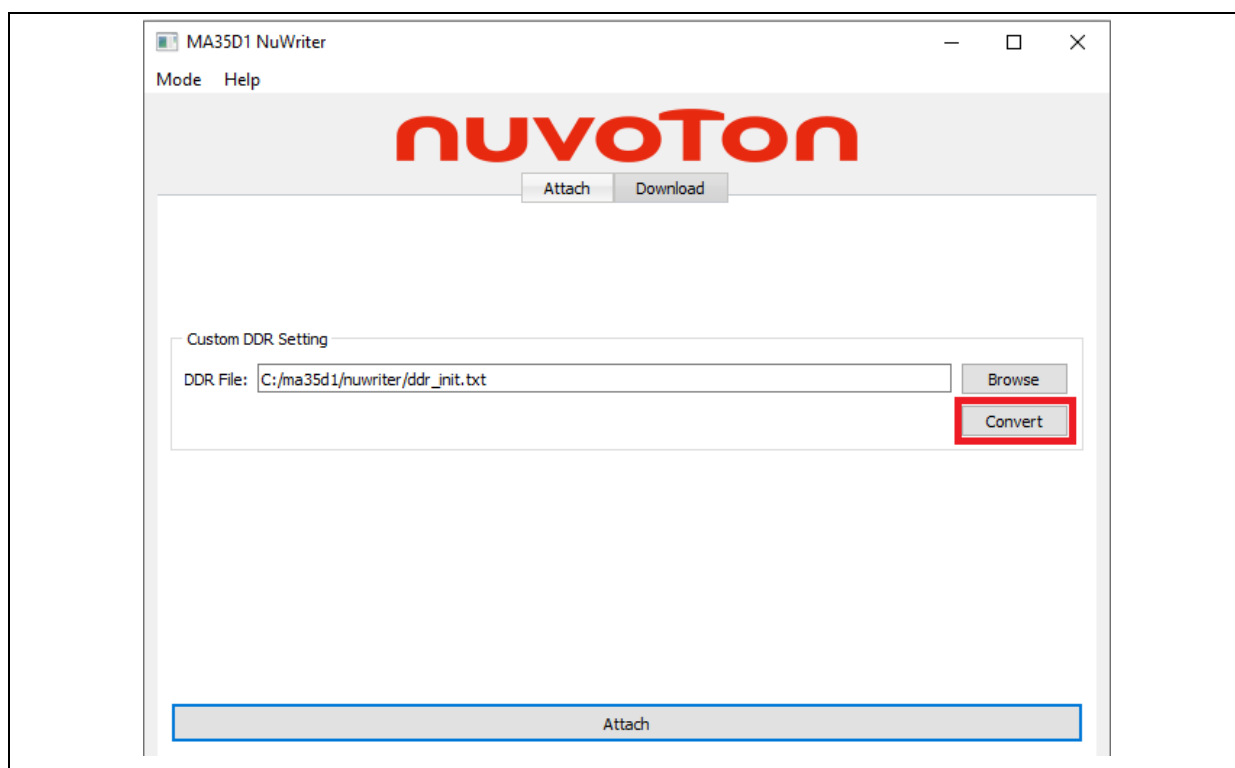 MA35D1 NuWriter
Mode Help
nuvoTon
Attach Download
Custom DDR Setting
DDR File: C:/ma35d1/nuwriter/ddr_init.txt Browse
Convert
Attach